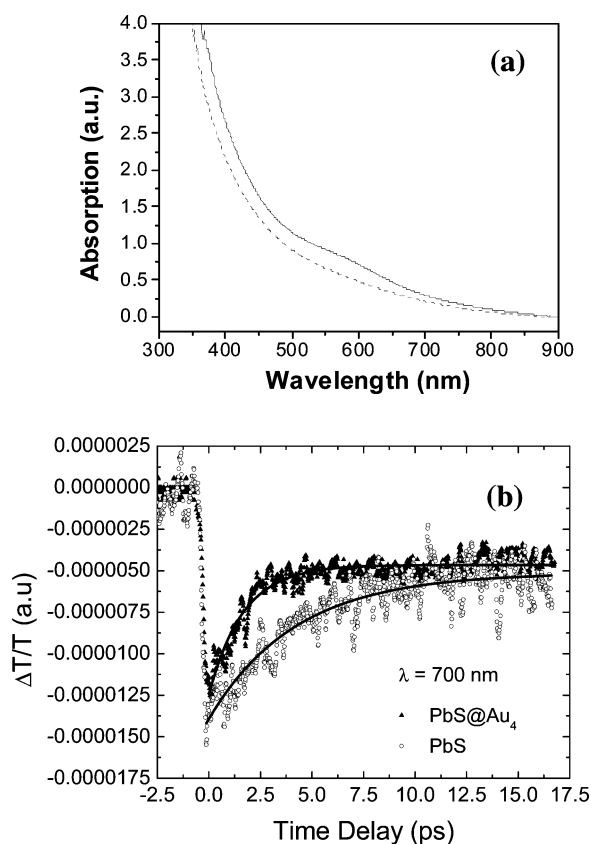 (a)
Absorption (a.u.)
4.0
3.5
3.0
2.5
2.0
1.5
1.0
0.5
0.0
300 400 500 600 700 800 900
Wavelength (nm)
(b)
ΔT/T (a.u)
0.0000025
0.0000000
-0.0000025
-0.0000050
-0.0000075
-0.0000100
-0.0000125
-0.0000150
-0.0000175
λ = 700 nm
PbS@Au₄
PbS
-2.5 0.0 2.5 5.0 7.5 10.0 12.5 15.0 17.5
Time Delay (ps)